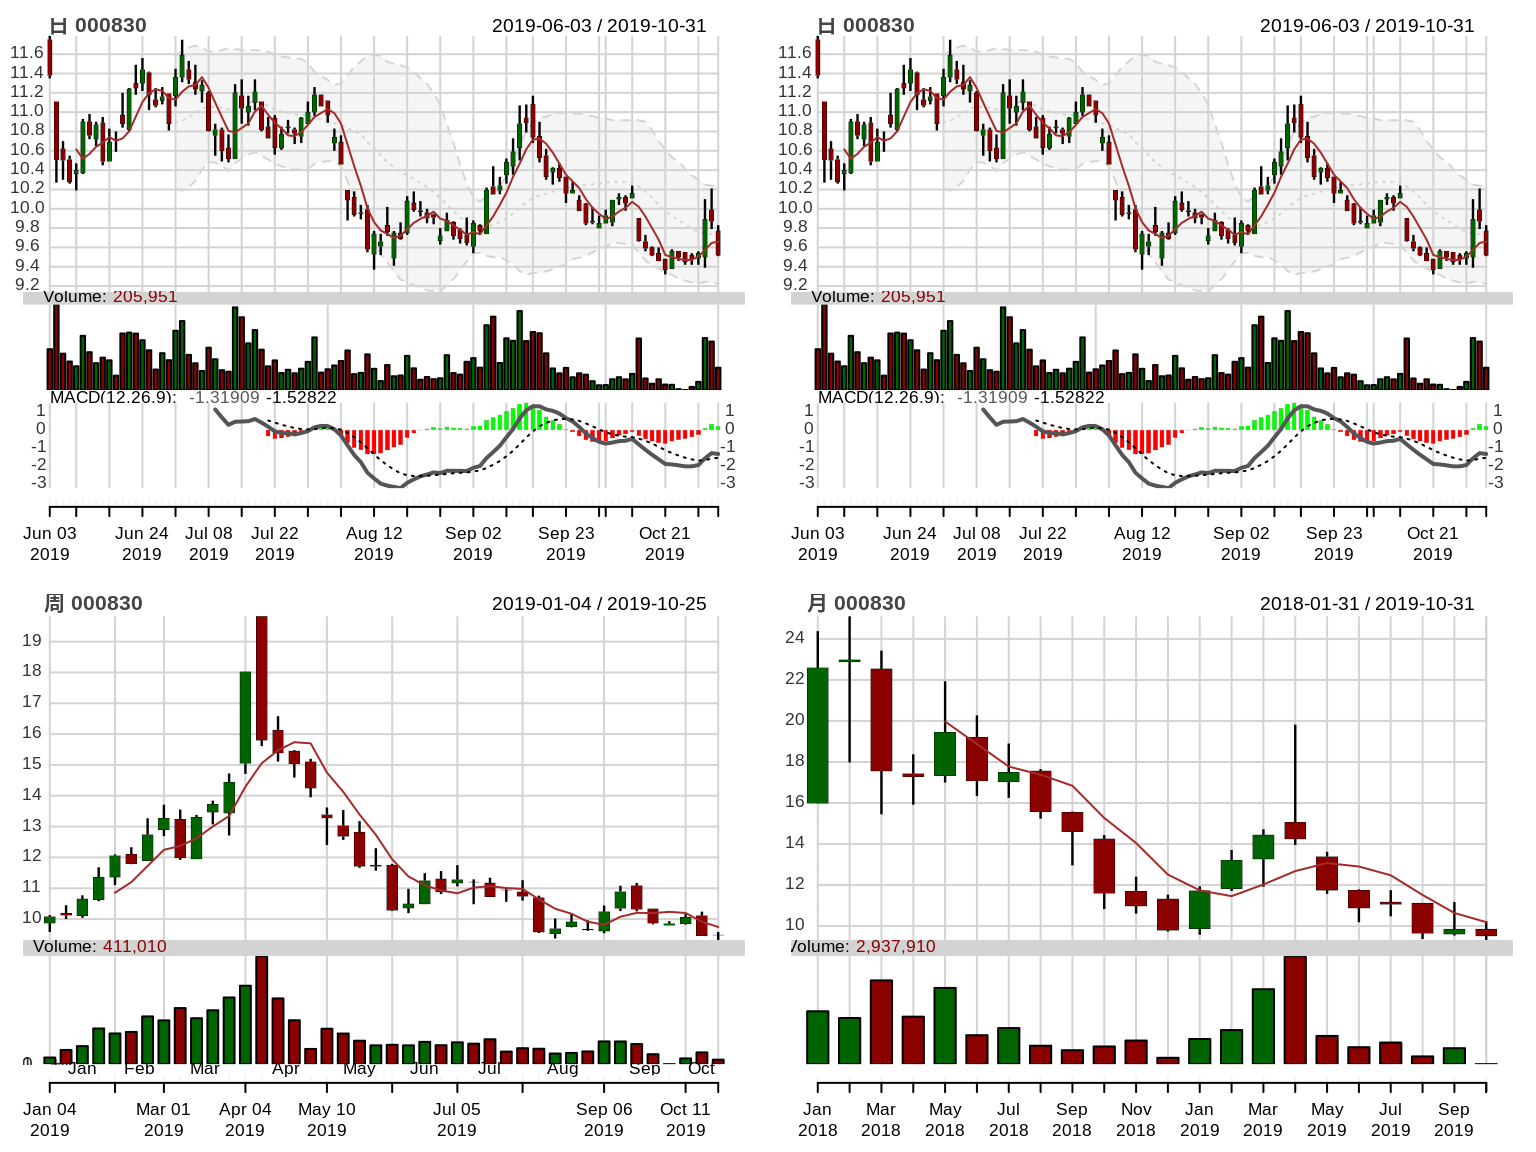 日 000830
2019-06-03 / 2019-10-31
11.6
11.4
11.2
11.0
10.8
10.6
10.4
10.2
10.0
9.8
9.6
9.4
9.2
Volume: 205,951
MACD(12.26.9): -1.31909 -1.52822
1 1
0 0
-1 -1
-2 -2
-3 -3
Jun 03 Jun 24 Jul 08 Jul 22 Aug 12 Sep 02 Sep 23 Oct 21
2019 2019 2019 2019 2019 2019 2019 2019
日 000830
2019-06-03 / 2019-10-31
11.6
11.4
11.2
11.0
10.8
10.6
10.4
10.2
10.0
9.8
9.6
9.4
9.2
Volume: 205,951
MACD(12.26.9): -1.31909 -1.52822
1 1
0 0
-1 -1
-2 -2
-3 -3
Jun 03 Jun 24 Jul 08 Jul 22 Aug 12 Sep 02 Sep 23 Oct 21
2019 2019 2019 2019 2019 2019 2019 2019
周 000830
2019-01-04 / 2019-10-25
19
18
17
16
15
14
13
12
11
10
Volume: 411,010
Jan Feb Mar Apr May Jun Jul Aug Sep Oct
Jan 04 Mar 01 Apr 04 May 10 Jul 05 Sep 06 Oct 11
2019 2019 2019 2019 2019 2019 2019
月 000830
2018-01-31 / 2019-10-31
24
22
20
18
16
14
12
10
Volume: 2,937,910
Jan Mar May Jul Sep Nov Jan Mar May Jul Sep
2018 2018 2018 2018 2018 2018 2019 2019 2019 2019 2019